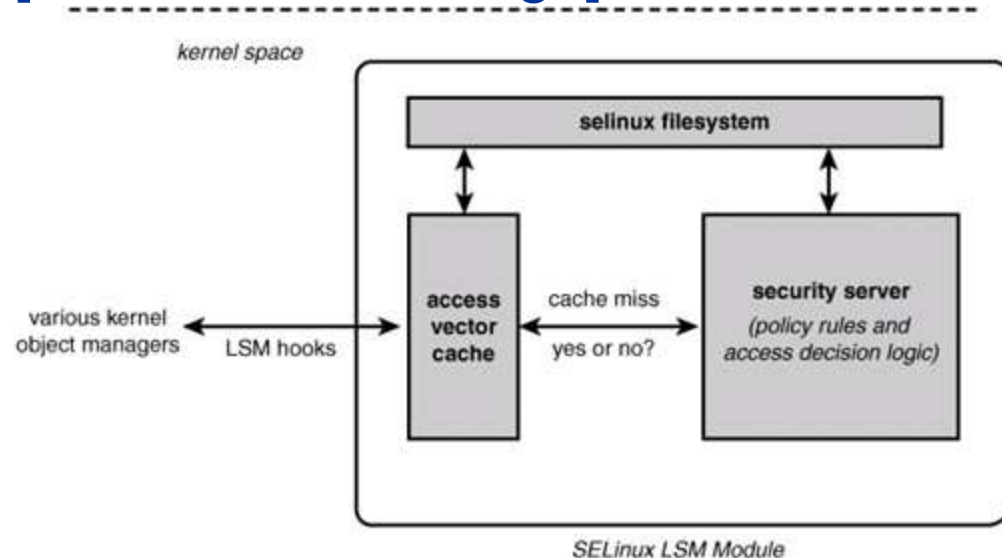 kernel space
selinux filesystem
various kernel
object managers
LSM hooks
access
vector
cache
cache miss
yes or no?
security server
(policy rules and
access decision logic)
SELinux LSM Module